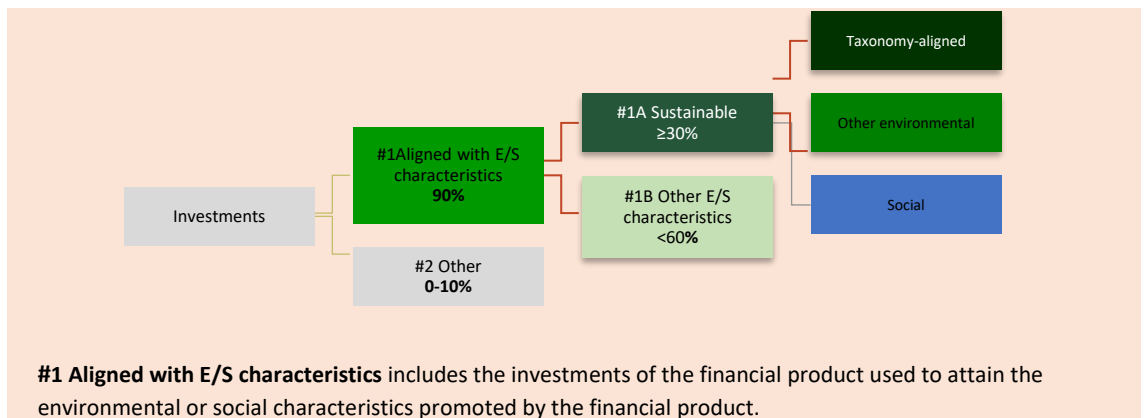 Taxonomy-aligned
#1A Sustainable
≥30%
Other environmental
#1Aligned with E/S
characteristics
90%
#1B Other E/S
characteristics
<60%
Social
Investments
#2 Other
0-10%
#1 Aligned with E/S characteristics includes the investments of the financial product used to attain the
environmental or social characteristics promoted by the financial product.